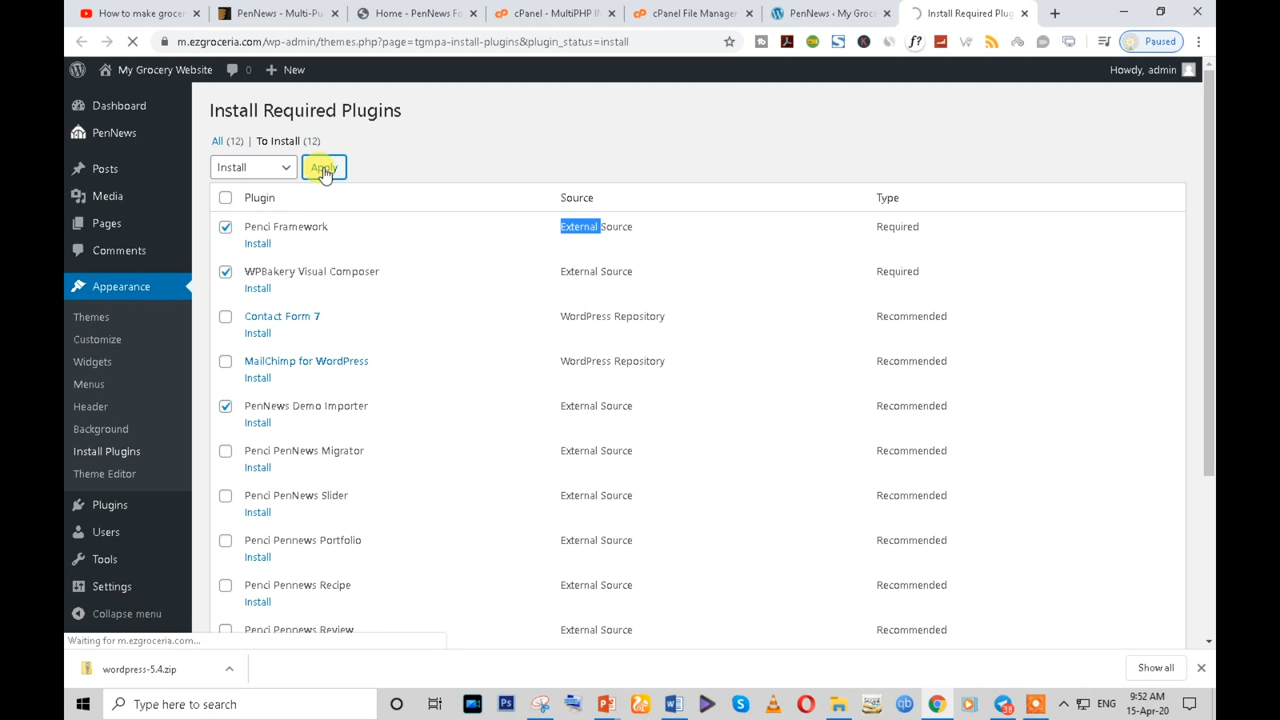 How to make grocer
PenNews - Multi-Pu
Home - PenNews Fo
cPanel - MultiPHP IN
cPanel File Manager
PenNews ‹ My Groce
Install Required Plug
m.ezgroceria.com/wp-admin/themes.php?page=tgmpa-install-plugins&plugin_status=install
Paused
My Grocery Website
0
New
Howdy, admin
Dashboard
PenNews
Posts
Media
Pages
Comments
Appearance
Themes
Customize
Widgets
Menus
Header
Background
Install Plugins
Theme Editor
Plugins
Users
Tools
Settings
Collapse menu
Install Required Plugins
All (12) | To Install (12)
Install Apply
Plugin Source Type
Penci Framework External Source Required
Install
WPBakery Visual Composer External Source Required
Install
Contact Form 7 WordPress Repository Recommended
Install
MailChimp for WordPress WordPress Repository Recommended
Install
PenNews Demo Importer External Source Recommended
Install
Penci PenNews Migrator External Source Recommended
Install
Penci PenNews Slider External Source Recommended
Install
Penci Pennews Portfolio External Source Recommended
Install
Penci Pennews Recipe External Source Recommended
Install
Penci Pennews Review External Source Recommended
Waiting for m.ezgroceria.com...
wordpress-5.4.zip
Show all
Type here to search
38
ENG
9:52 AM
15-Apr-20